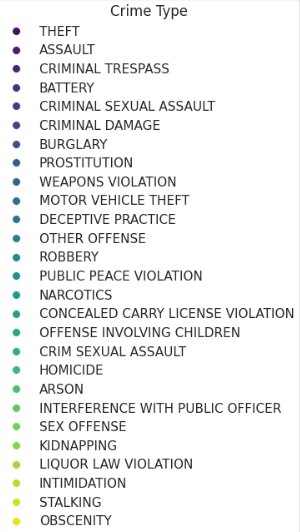 Crime Type
THEFT
ASSAULT
CRIMINAL TRESPASS
BATTERY
CRIMINAL SEXUAL ASSAULT
CRIMINAL DAMAGE
BURGLARY
PROSTITUTION
WEAPONS VIOLATION
MOTOR VEHICLE THEFT
DECEPTIVE PRACTICE
OTHER OFFENSE
ROBBERY
PUBLIC PEACE VIOLATION
NARCOTICS
CONCEALED CARRY LICENSE VIOLATION
OFFENSE INVOLVING CHILDREN
CRIM SEXUAL ASSAULT
HOMICIDE
ARSON
INTERFERENCE WITH PUBLIC OFFICER
SEX OFFENSE
KIDNAPPING
LIQUOR LAW VIOLATION
INTIMIDATION
STALKING
OBSCENITY